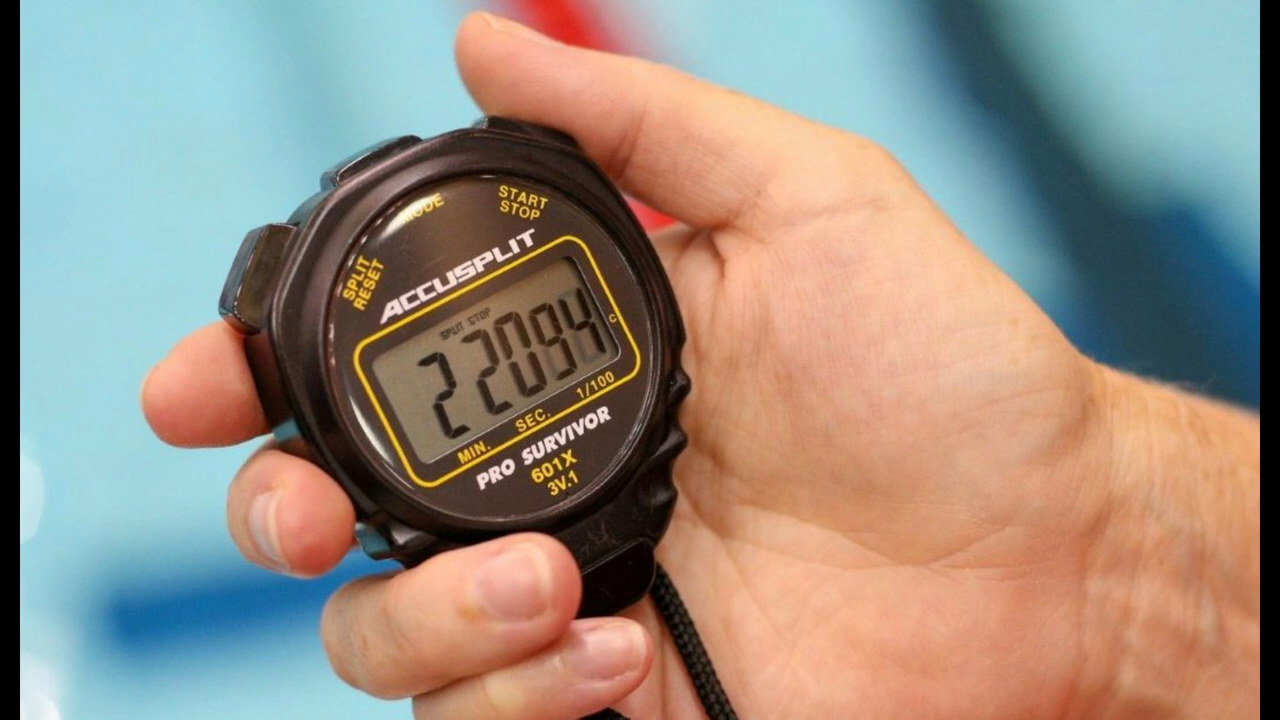 MODE
START
STOP
SPLIT
RESET
ACCUSPLIT
SPLIT STOP
22094
C
MIN. SEC. 1/100
PRO SURVIVOR
601X
3V.1